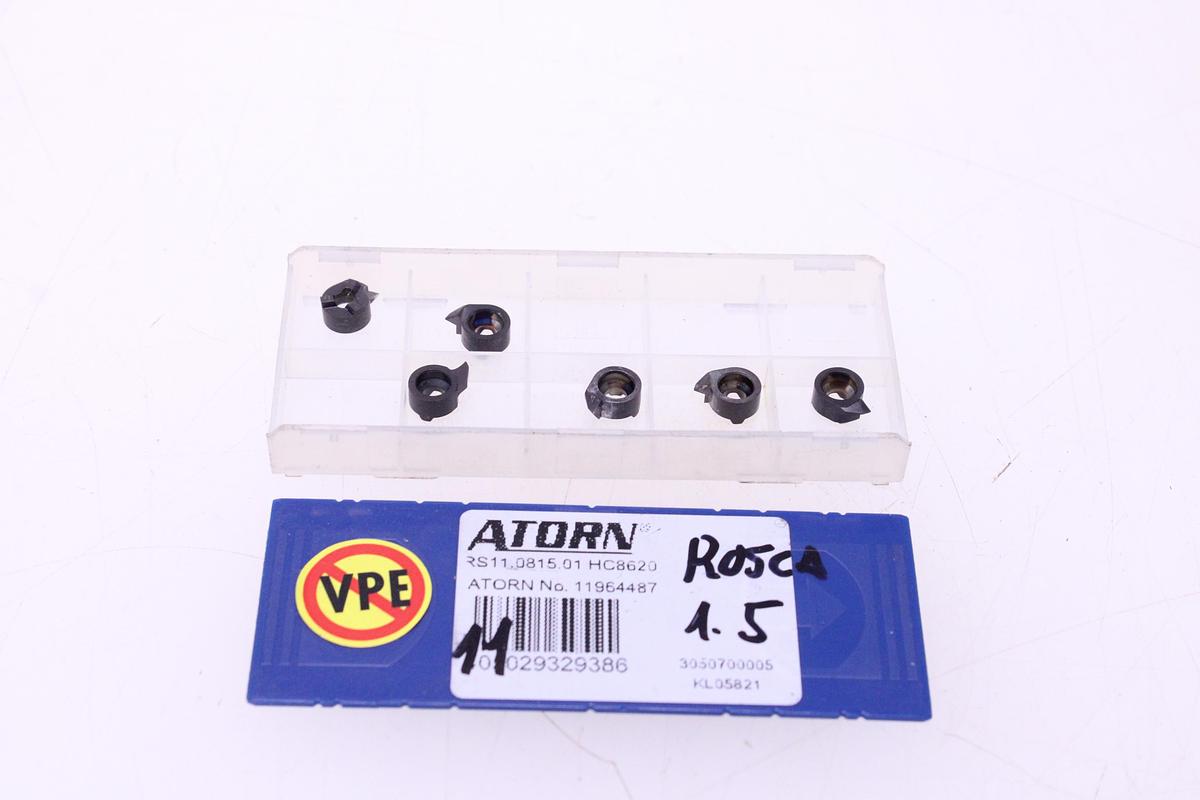 VPE
ATORN
RS11.0815.01 HC8620
ATORN No. 11964487
11
029329386
ROSCA
1.5
3050700005
KL05821